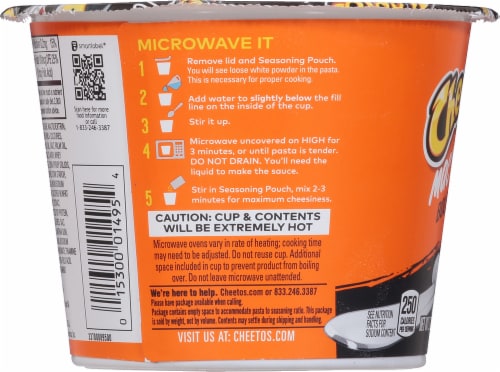 MICROWAVE IT
1 Remove lid and Seasoning Pouch.
You will see loose white powder in the pasta.
This is necessary for proper cooking.
2 Add water to slightly below the fill
line on the inside of the cup.
3 Stir it up.
4 Microwave uncovered on HIGH for
3 minutes, or until pasta is tender.
DO NOT DRAIN. You'll need the
liquid to make the sauce.
5 Stir in Seasoning Pouch, mix 2-3
minutes for maximum cheesiness.
CAUTION: CUP & CONTENTS
WILL BE EXTREMELY HOT
Microwave ovens vary in rate of heating; cooking time
may need to be adjusted. Do not reuse cup. Additional
space included in cup to prevent product from boiling
over. Do not leave microwave unattended.
We're here to help. Cheetos.com or 833.246.3387
Please have package available when calling.
Package contains empty space to accommodate pasta to seasoning ratio. This package
is sold by weight, not by volume. Contents may settle during shipping and handling.
VISIT US AT: CHEETOS.COM
smartlabel
Scan here for more
food information
or call
1-833-246-3387
0 15300 01495 4
Che
250
CALORIES
PER SERVING
SEE NUTRITION
FACTS FOR
SODIUM CONTENT